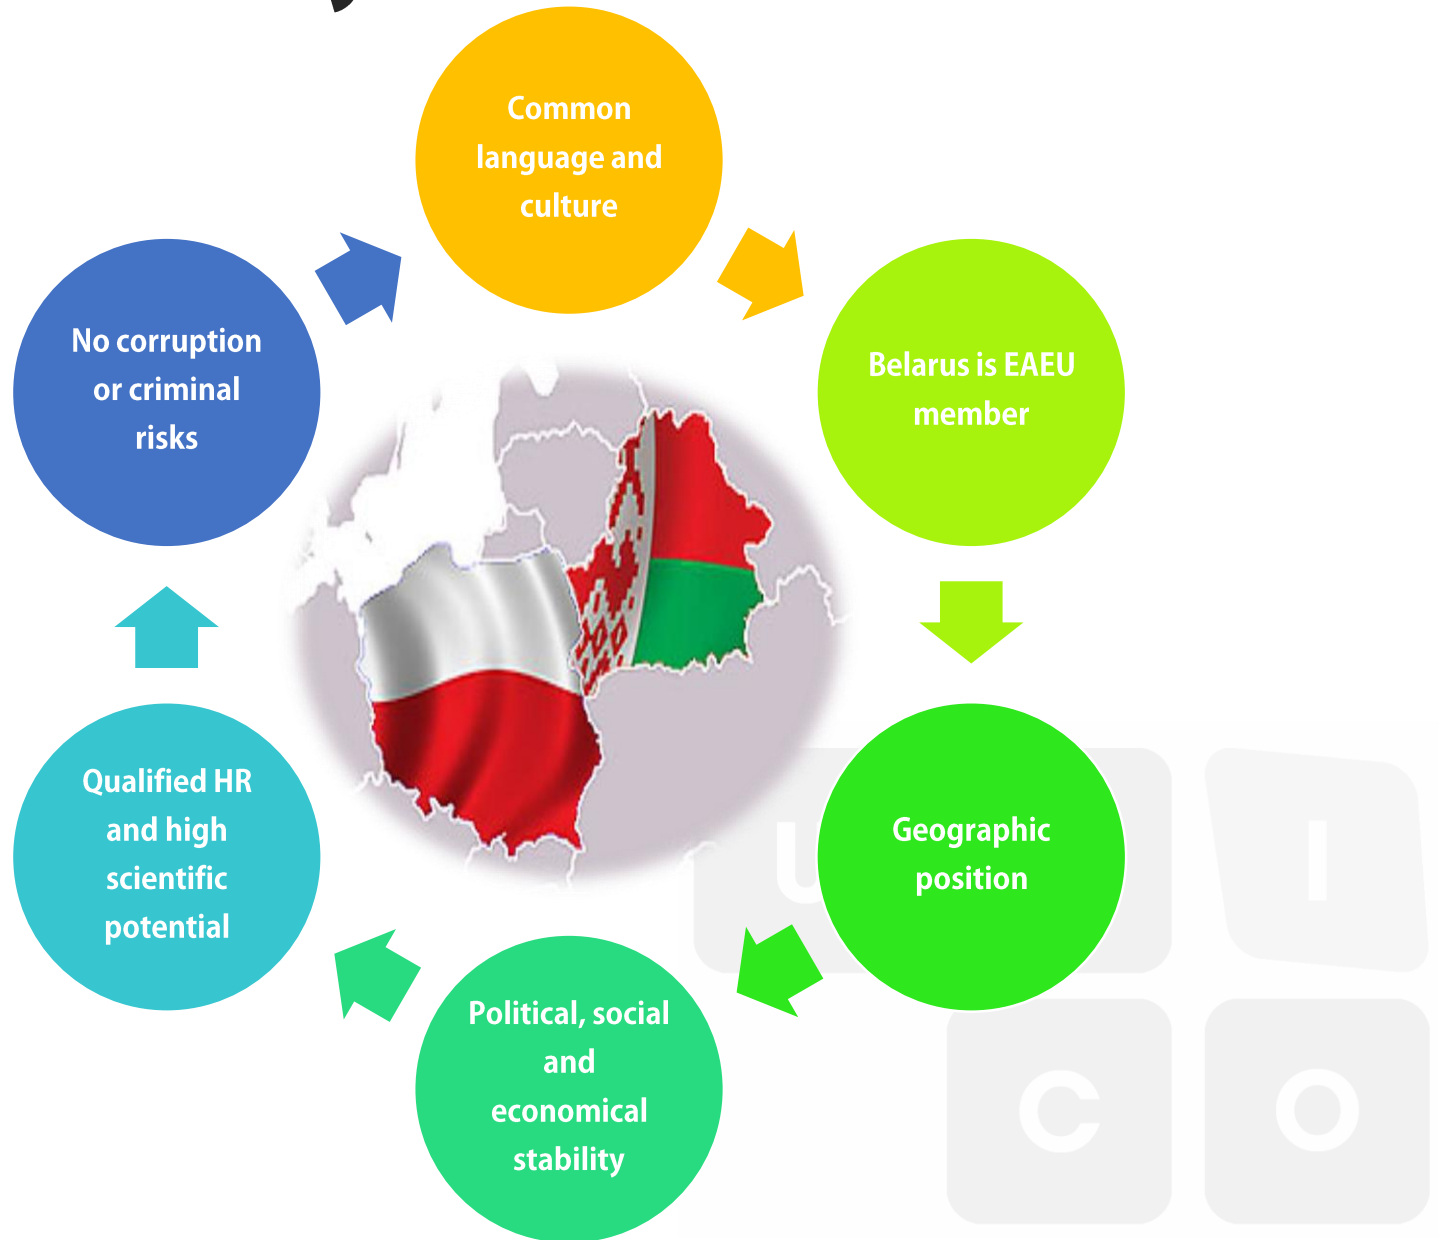 Common
language and
culture
Belarus is EAEU
member
Geographic
position
Political, social
and
economical
stability
Qualified HR
and high
scientific
potential
No corruption
or criminal
risks
U
I
C
O